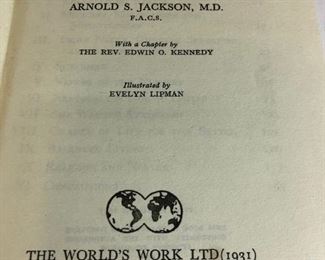 ARNOLD S. JACKSON, M.D.
F.A.C.S.
With a Chapter by
THE REV. EDWIN O. KENNEDY
Illustrated by
EVELYN LIPMAN
THE WORLD'S WORK LTD (1931)